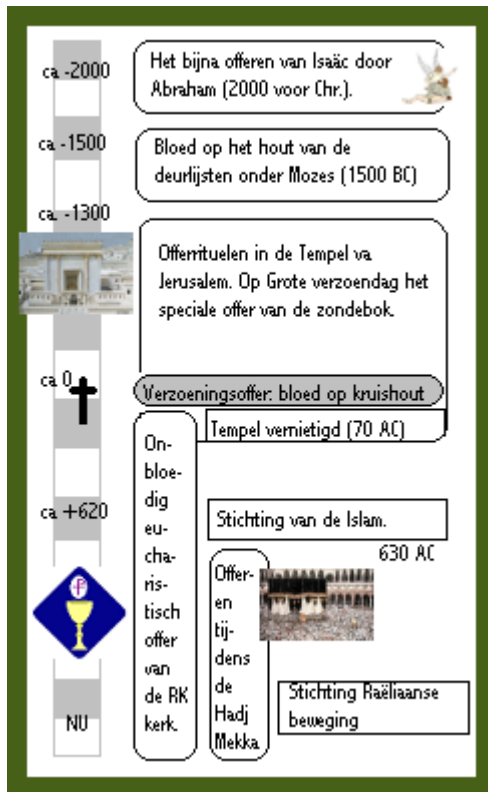 ca -2000
Het bijna offeren van Isaäc door
Abraham (2000 voor Chr.).
ca -1500
Bloed op het hout van de
deurlijsten onder Mozes (1500 BC)
ca -1300
Offerrituelen in de Tempel va
Jerusalem. Op Grote verzoendag het
speciale offer van de zondebok.
ca 0
Verzoeningsoffer: bloed op kruishout
Tempel vernietigd (70 AC)
On-
bloe-
dig
eu-
cha-
ris-
tisch
offer
van
de RK
kerk.
ca +620
Stichting van de Islam.
630 AC
Offer-
en
tij-
dens
de
Hadj
Mekka
Stichting Raëliaanse
beweging
NU